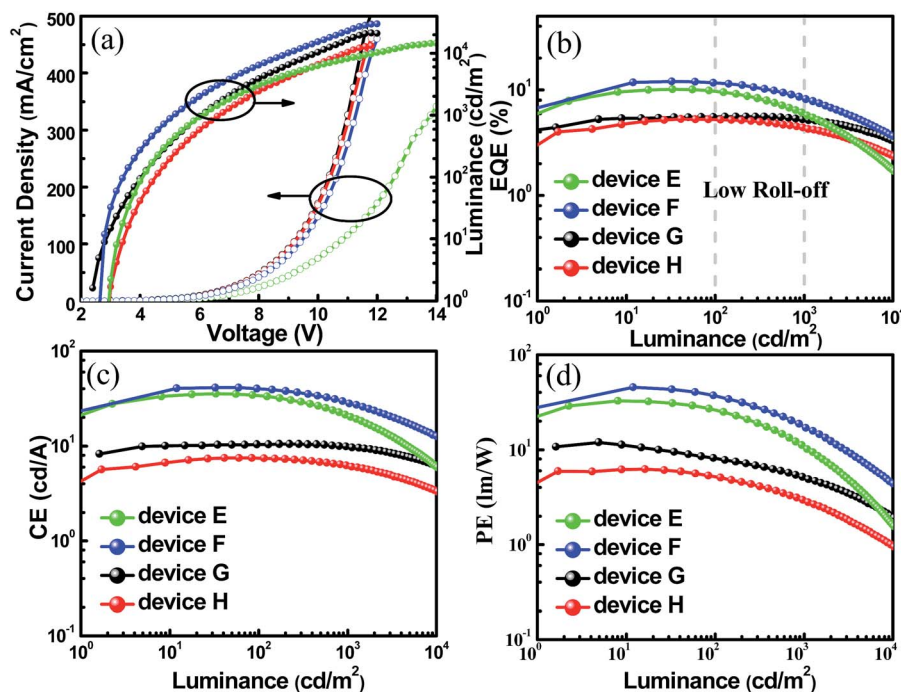 (a)
Current Density (mA/cm²)
500
400
300
200
100
0
2 4 6 8 10 12 14
Voltage (V)
10⁴
10³
10²
10¹
10⁰
Luminance (cd/m²)
(b)
EQE (%)
10²
10¹
10⁰
10⁻¹
device E
device F
device G
device H
Low Roll-off
10⁰ 10¹ 10² 10³ 10⁴
Luminance (cd/m²)
(c)
CE (cd/A)
10²
10¹
10⁰
10⁻¹
device E
device F
device G
device H
10⁰ 10¹ 10² 10³ 10⁴
Luminance (cd/m²)
(d)
PE (lm/W)
10²
10¹
10⁰
10⁻¹
device E
device F
device G
device H
10⁰ 10¹ 10² 10³ 10⁴
Luminance (cd/m²)